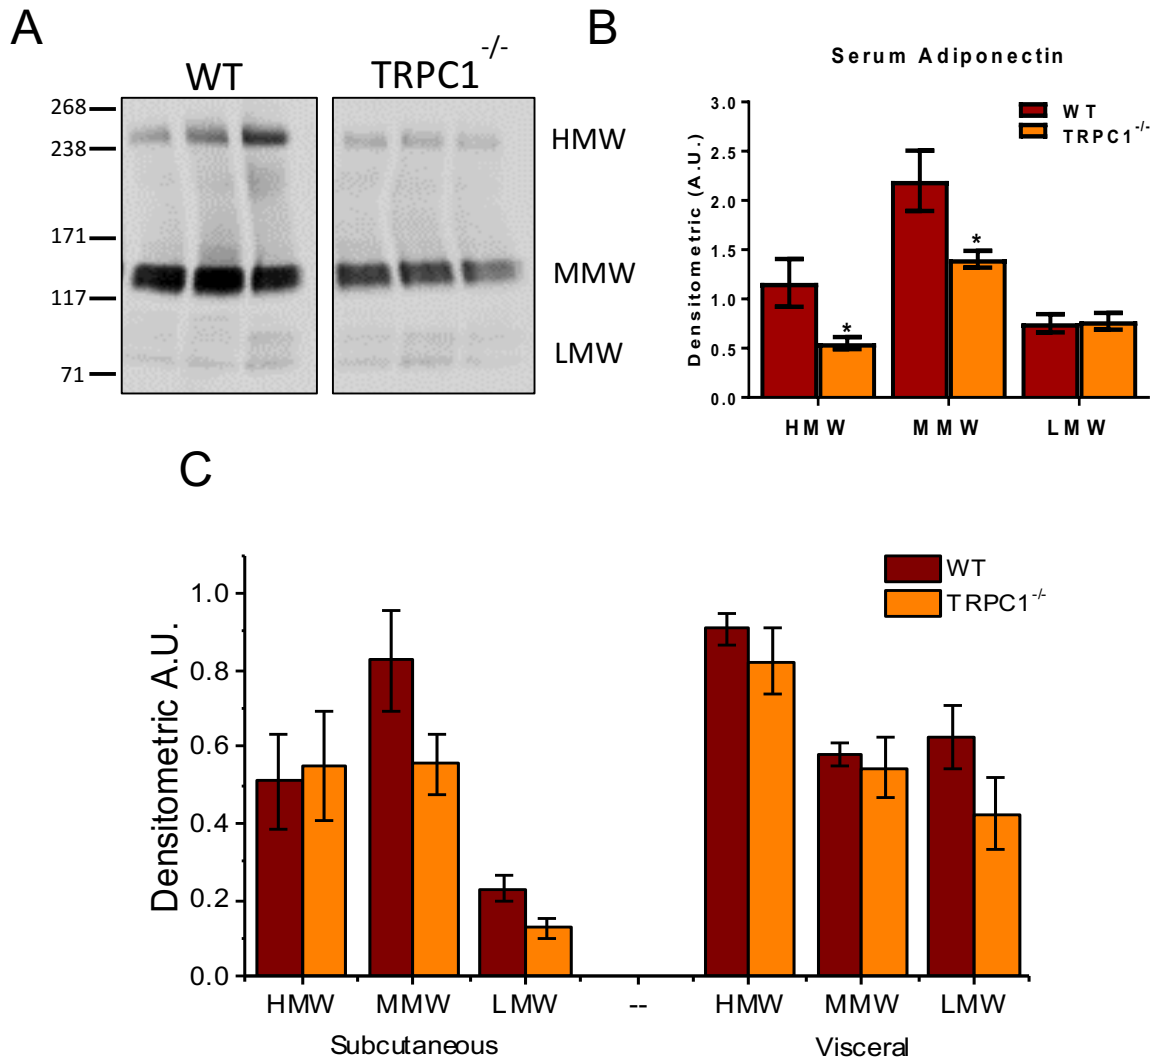 A
WT
TRPC1-/-
268
238
171
117
71
HMW
MMW
LMW
B
Serum Adiponectin
Densitometric (A.U.)
3.0
2.5
2.0
1.5
1.0
0.5
0.0
WT
TRPC1-/-
*
*
HMW MMW LMW
C
Densitometric A.U.
1.0
0.8
0.6
0.4
0.2
0.0
WT
TRPC1-/-
HMW MMW LMW -- HMW MMW LMW
Subcutaneous Visceral